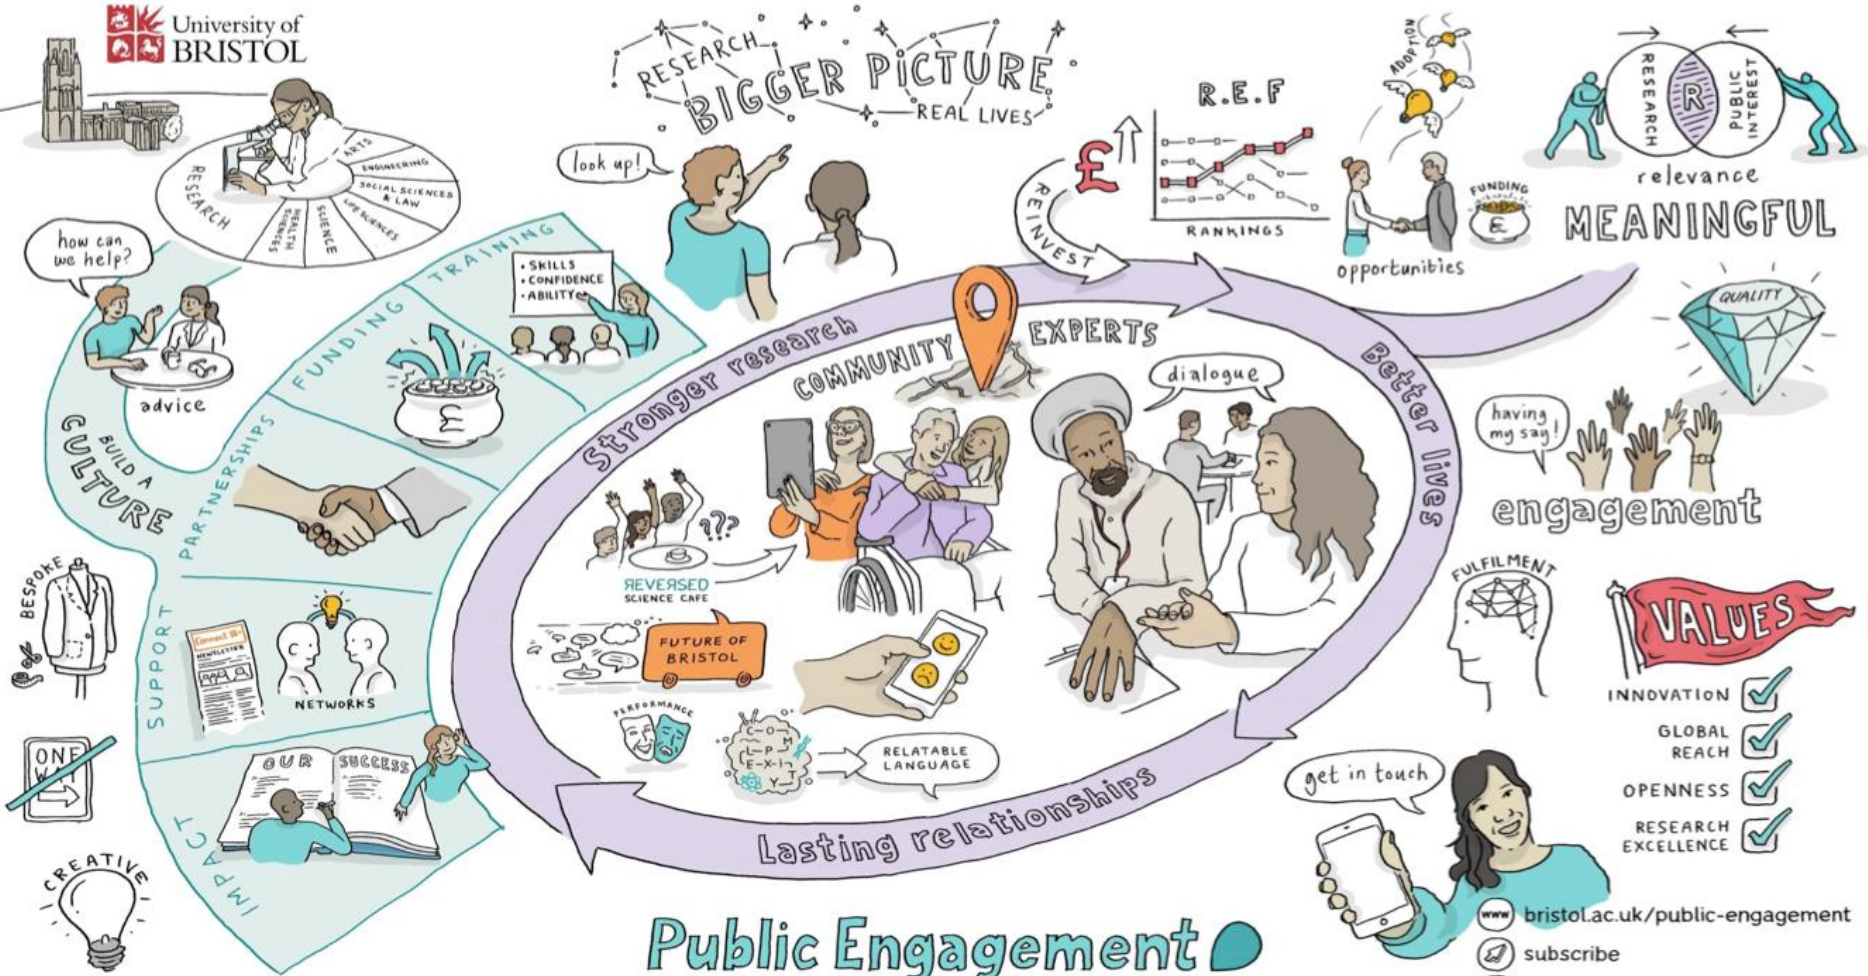 University of
BRISTOL
RESEARCH
ARTS
ENGINEERING
SOCIAL SCIENCES
& LAW
LIFE SCIENCES
SCIENCE
HEALTH
SCIENCES
how can
we help?
advice
BUILD A
CULTURE
TRAINING
• SKILLS
• CONFIDENCE
• ABILITY
FUNDING
£
PARTNERSHIPS
SUPPORT
Connect
NEWSLETTER
NETWORKS
IMPACT
OUR SUCCESS
BESPOKE
ONE
WAY
CREATIVE
RESEARCH
BIGGER PICTURE
REAL LIVES
look up!
REINVEST
£
R.E.F
RANKINGS
ADOPTION
FUNDING
£
opportunities
RESEARCH
R
PUBLIC
INTEREST
relevance
MEANINGFUL
QUALITY
having
my say!
engagement
FULFILMENT
VALUES
INNOVATION
GLOBAL
REACH
OPENNESS
RESEARCH
EXCELLENCE
get in touch
www bristol.ac.uk/public-engagement
subscribe
Stronger research
Better lives
Lasting relationships
COMMUNITY EXPERTS
dialogue
???
REVERSED
SCIENCE CAFE
FUTURE OF
BRISTOL
PERFORMANCE
C-O-M
L-P
E-X-I
Y T
RELATABLE
LANGUAGE
Public Engagement